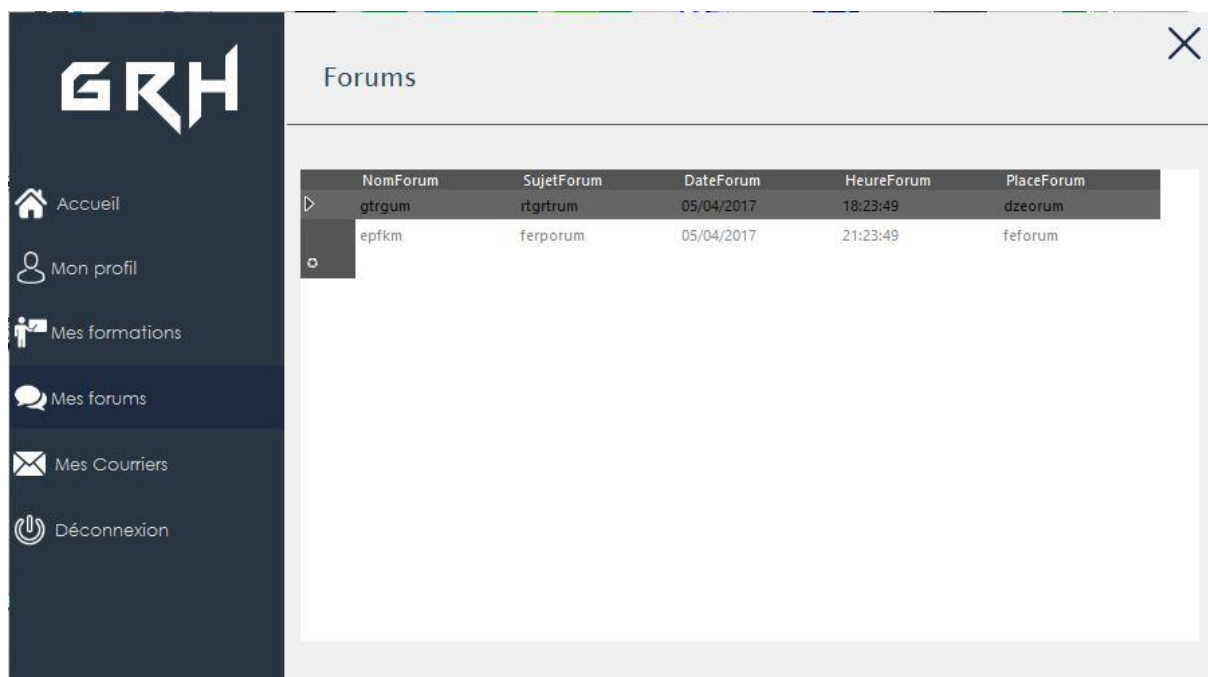 GRH
Forums
Accueil
Mon profil
Mes formations
Mes forums
Mes Courriers
Déconnexion
NomForum SujetForum DateForum HeureForum PlaceForum
gtrgum rtgrtrum 05/04/2017 18:23:49 dzeorum
epfkm ferporum 05/04/2017 21:23:49 feforum